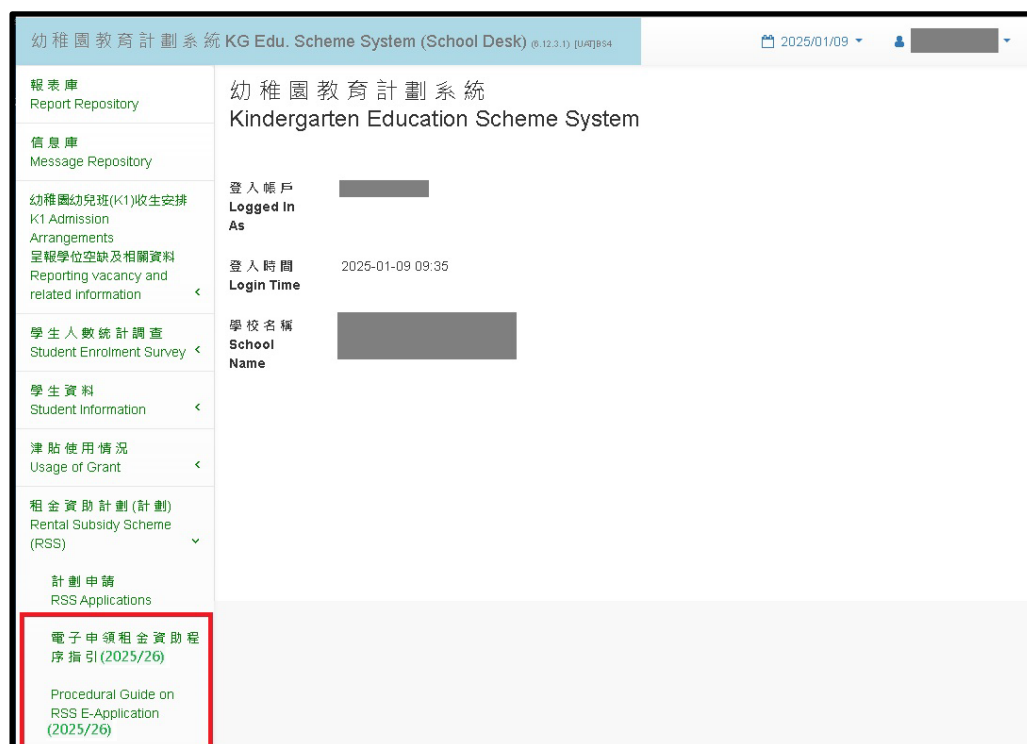 幼稚園教育計劃系統 KG Edu. Scheme System (School Desk) (6.12.3.1) [UAT]BS4
2025/01/09
報表庫
Report Repository
信息庫
Message Repository
幼稚園幼兒班(K1)收生安排
K1 Admission
Arrangements
呈報學位空缺及相關資料
Reporting vacancy and
related information
學生人數統計調查
Student Enrolment Survey
學生資料
Student Information
津貼使用情況
Usage of Grant
租金資助計劃(計劃)
Rental Subsidy Scheme
(RSS)
計劃申請
RSS Applications
電子申領租金資助程
序指引(2025/26)
Procedural Guide on
RSS E-Application
(2025/26)
幼稚園教育計劃系統
Kindergarten Education Scheme System
登入帳戶
Logged In
As
登入時間 2025-01-09 09:35
Login Time
學校名稱
School
Name